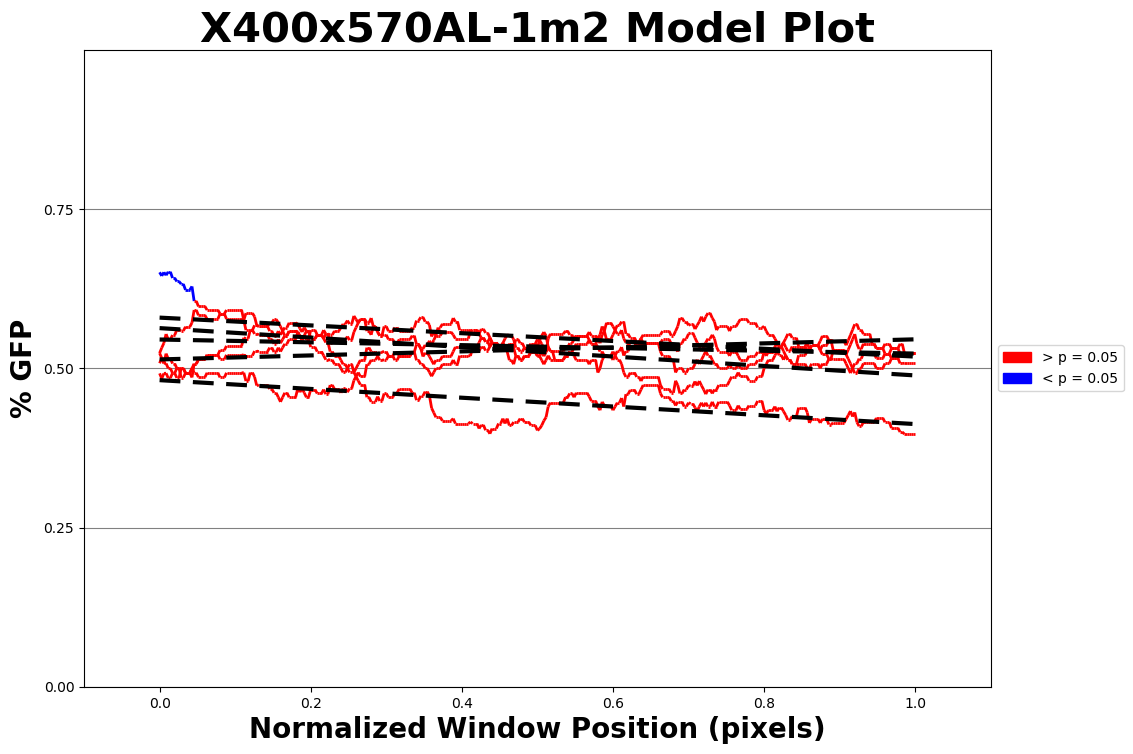 X400x570AL-1m2 Model Plot
% GFP
0.75
0.50
0.25
0.00
0.0 0.2 0.4 0.6 0.8 1.0
Normalized Window Position (pixels)
> p = 0.05
< p = 0.05